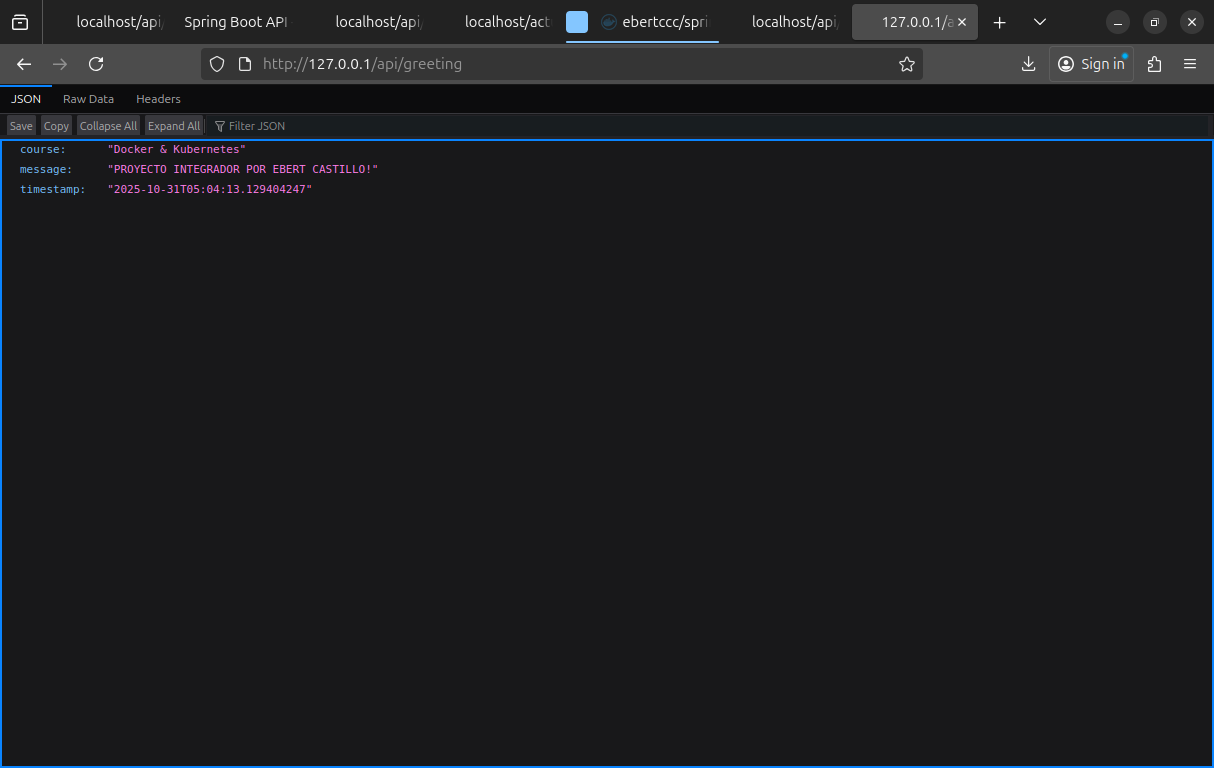 localhost/api/
Spring Boot API
localhost/api/
localhost/act
ebertccc/spri
localhost/api/
127.0.0.1/a
http://127.0.0.1/api/greeting
Sign in
JSON Raw Data Headers
Save Copy Collapse All Expand All Filter JSON
course: "Docker & Kubernetes"
message: "PROYECTO INTEGRADOR POR EBERT CASTILLO!"
timestamp: "2025-10-31T05:04:13.129404247"